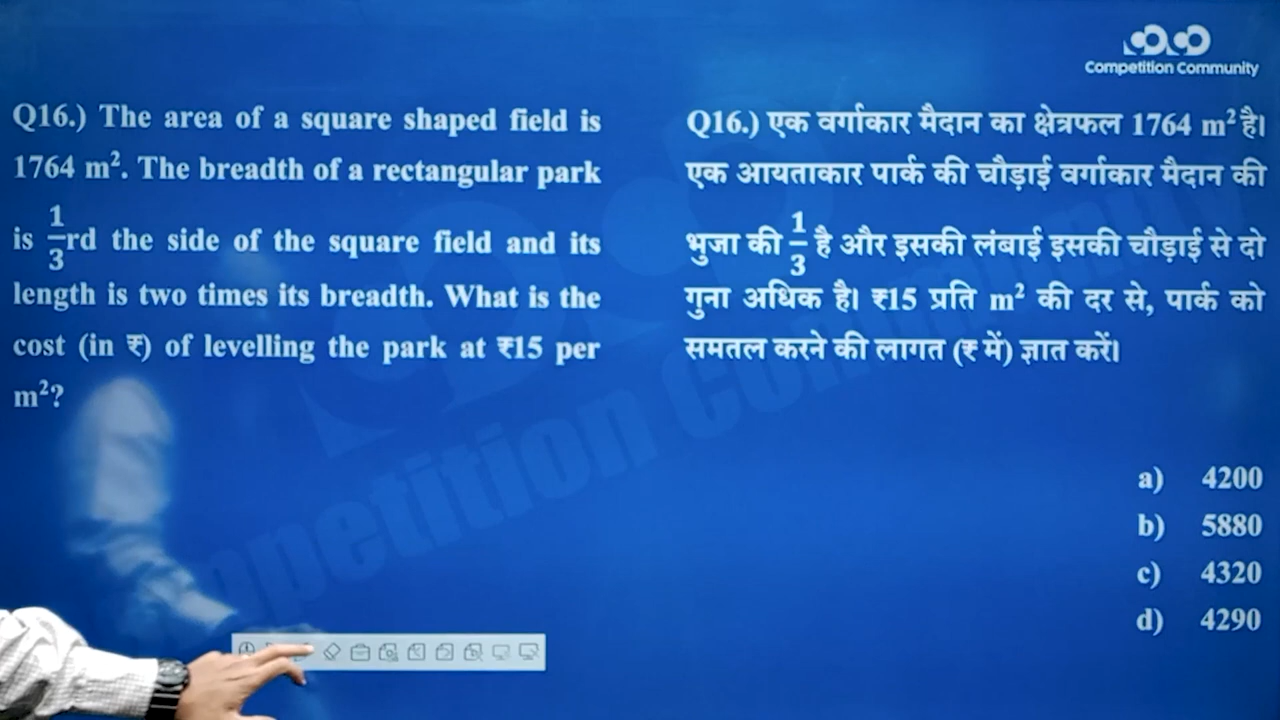 Competition Community
Q16.) The area of a square shaped field is
1764 m². The breadth of a rectangular park
is 1/3rd the side of the square field and its
length is two times its breadth. What is the
cost (in ₹) of levelling the park at ₹15 per
m²?
Q16.) एक वर्गाकार मैदान का क्षेत्रफल 1764 m² है।
एक आयताकार पार्क की चौड़ाई वर्गाकार मैदान की
भुजा की 1/3 है और इसकी लंबाई इसकी चौड़ाई से दो
गुना अधिक है। ₹15 प्रति m² की दर से, पार्क को
समतल करने की लागत (₹ में) ज्ञात करें।
a) 4200
b) 5880
c) 4320
d) 4290
Competition Community